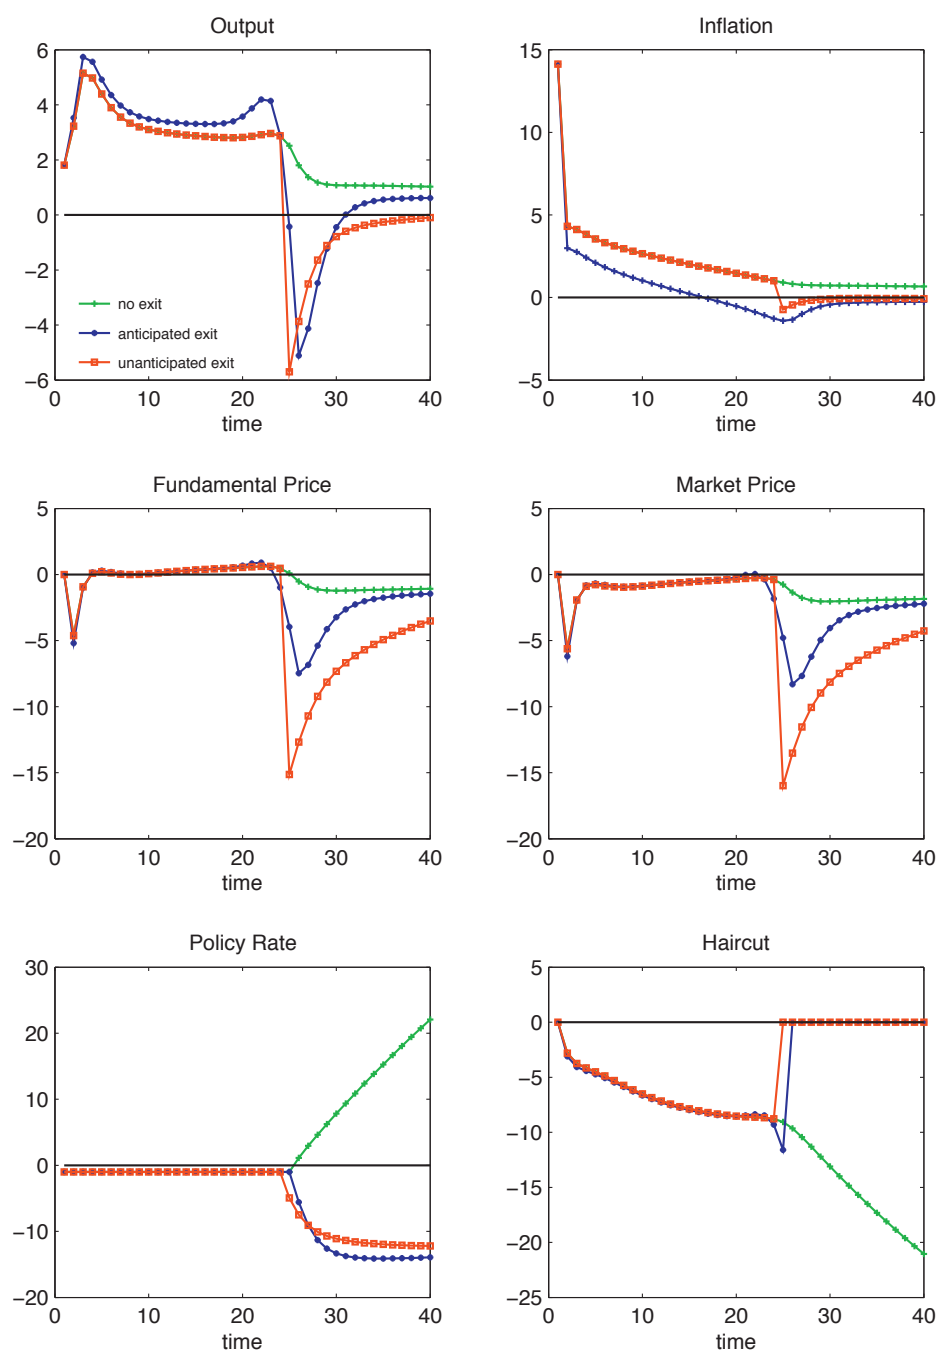 Output
6
4
2
0
−2
−4
−6
no exit
anticipated exit
unanticipated exit
0 10 20 30 40
time
Inflation
15
10
5
0
−5
0 10 20 30 40
time
Fundamental Price
5
0
−5
−10
−15
−20
0 10 20 30 40
time
Market Price
5
0
−5
−10
−15
−20
0 10 20 30 40
time
Policy Rate
30
20
10
0
−10
−20
0 10 20 30 40
time
Haircut
5
0
−5
−10
−15
−20
−25
0 10 20 30 40
time